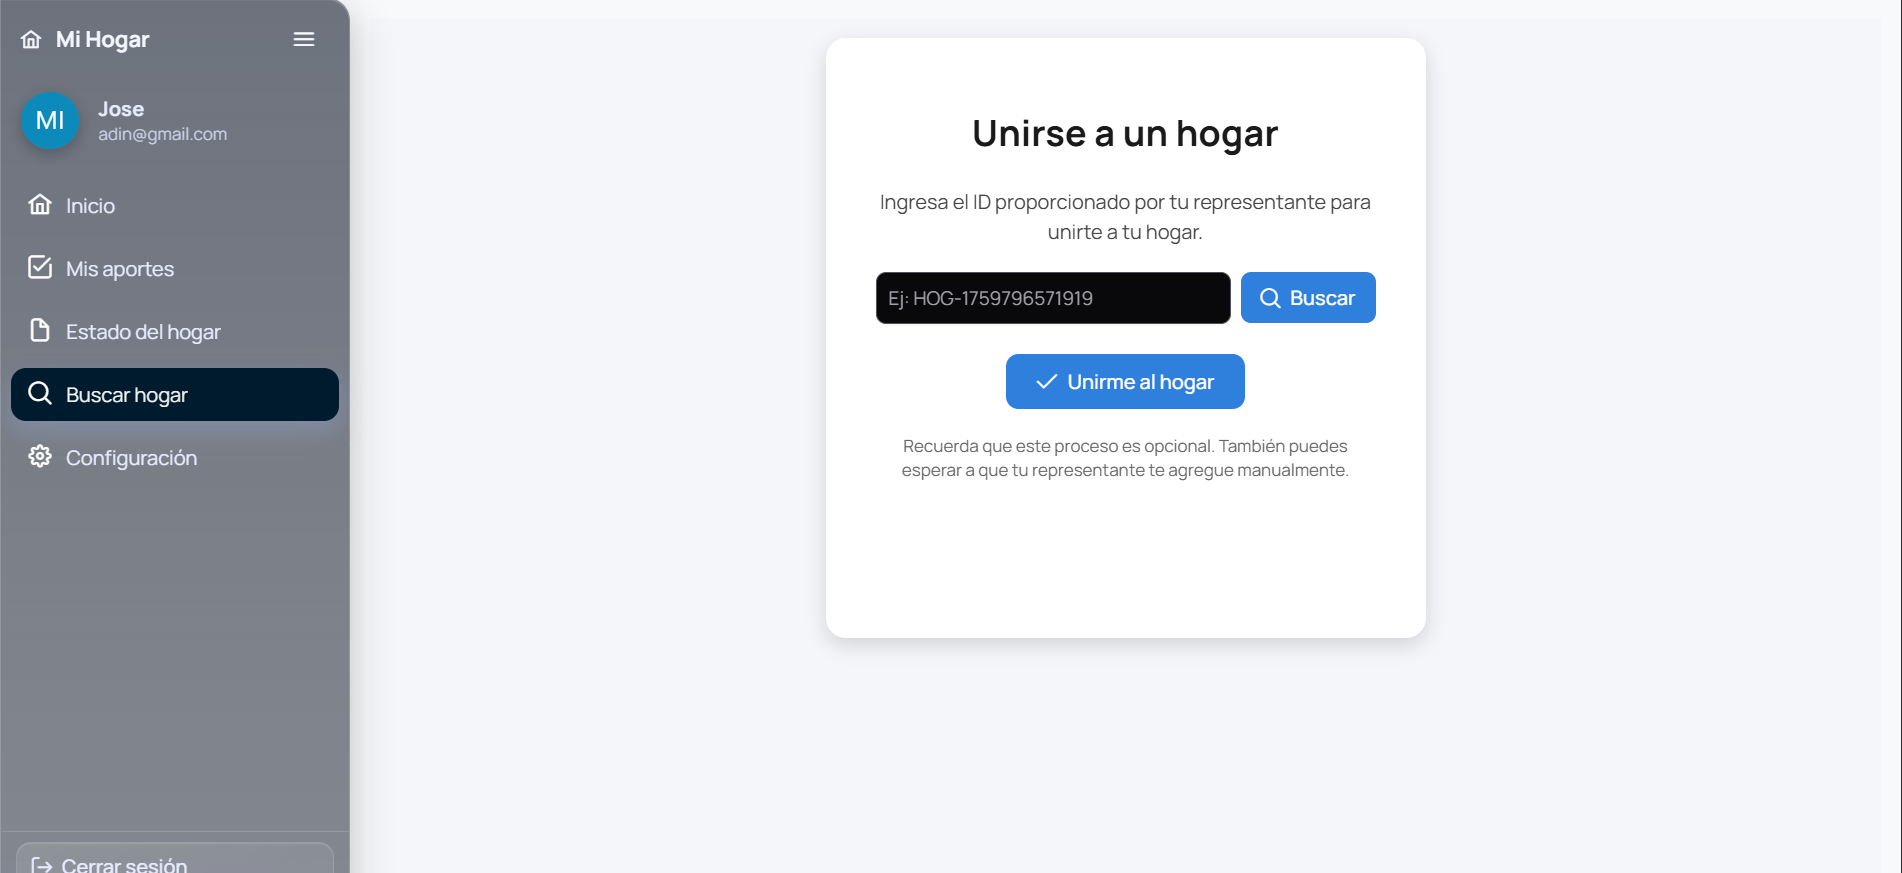 Mi Hogar
MI
Jose
adin@gmail.com
Inicio
Mis aportes
Estado del hogar
Buscar hogar
Configuración
Cerrar sesión
Unirse a un hogar
Ingresa el ID proporcionado por tu representante para
unirte a tu hogar.
Ej: HOG-1759796571919
Buscar
Unirme al hogar
Recuerda que este proceso es opcional. También puedes
esperar a que tu representante te agregue manualmente.